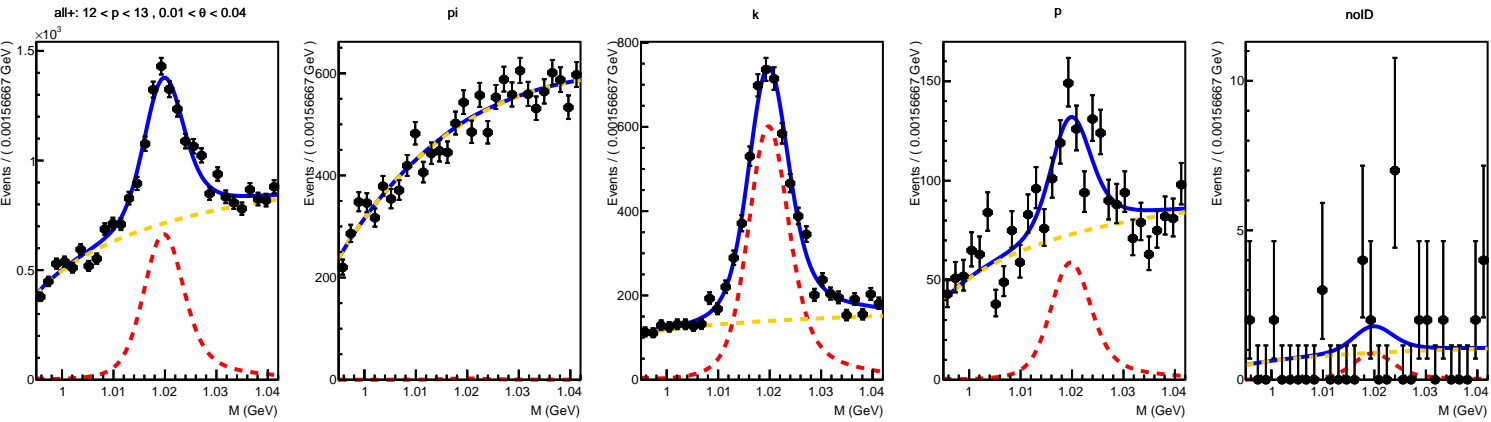 all+: 12 < p < 13 , 0.01 < θ < 0.04
×10³
Events / ( 0.00156667 GeV )
1.5
1
0.5
0
1 1.01 1.02 1.03 1.04
M (GeV)
pi
Events / ( 0.00156667 GeV )
600
400
200
0
1 1.01 1.02 1.03 1.04
M (GeV)
k
Events / ( 0.00156667 GeV )
800
600
400
200
0
1 1.01 1.02 1.03 1.04
M (GeV)
p
Events / ( 0.00156667 GeV )
150
100
50
0
1 1.01 1.02 1.03 1.04
M (GeV)
noID
Events / ( 0.00156667 GeV )
10
5
0
1 1.01 1.02 1.03 1.04
M (GeV)